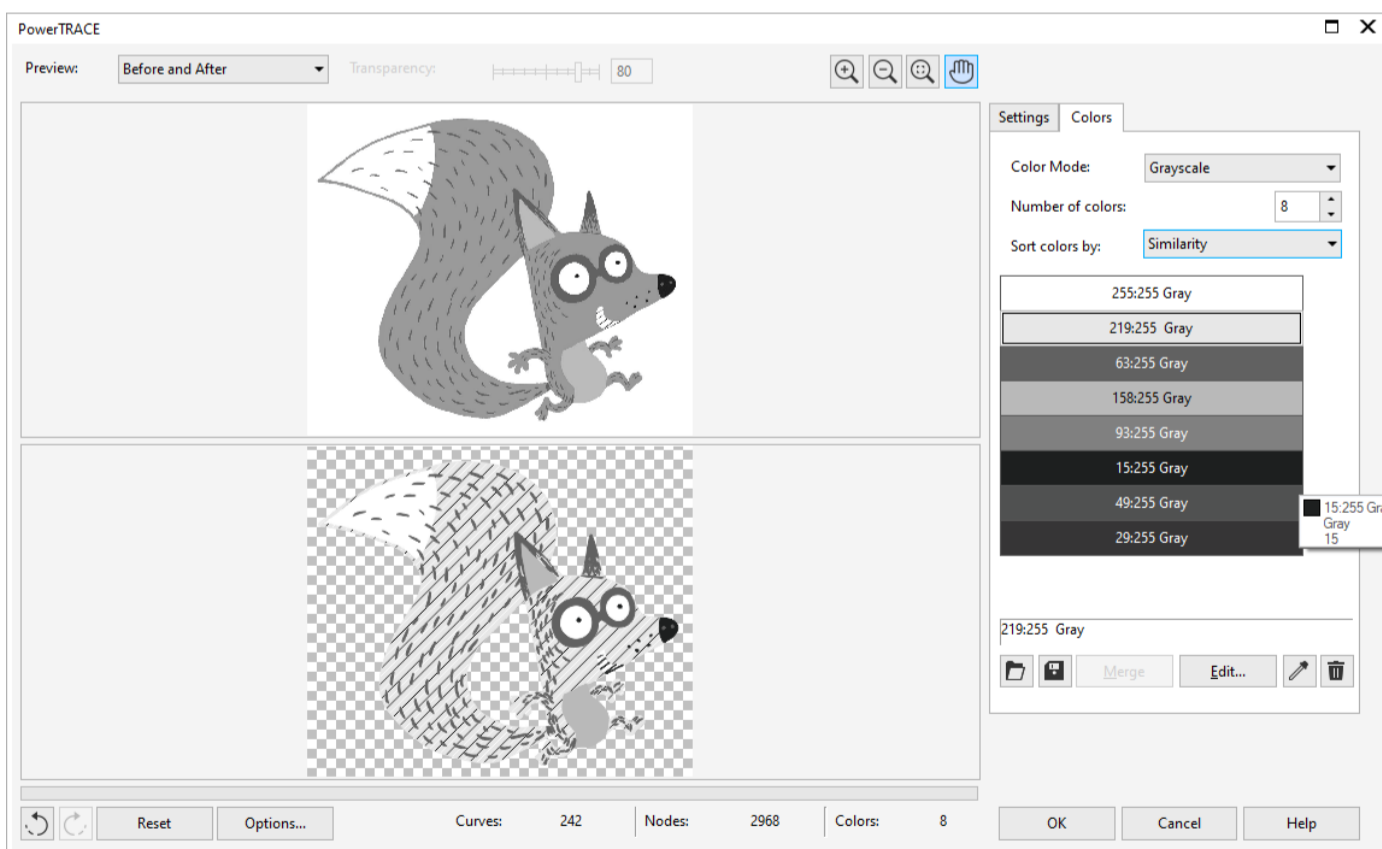 PowerTRACE
Preview: Before and After Transparency: 80
Settings Colors
Color Mode: Grayscale
Number of colors: 8
Sort colors by: Similarity
255:255 Gray
219:255 Gray
63:255 Gray
158:255 Gray
93:255 Gray
15:255 Gray
49:255 Gray
29:255 Gray
15:255 Gra
Gray
15
219:255 Gray
Merge Edit...
Reset Options... Curves: 242 Nodes: 2968 Colors: 8 OK Cancel Help